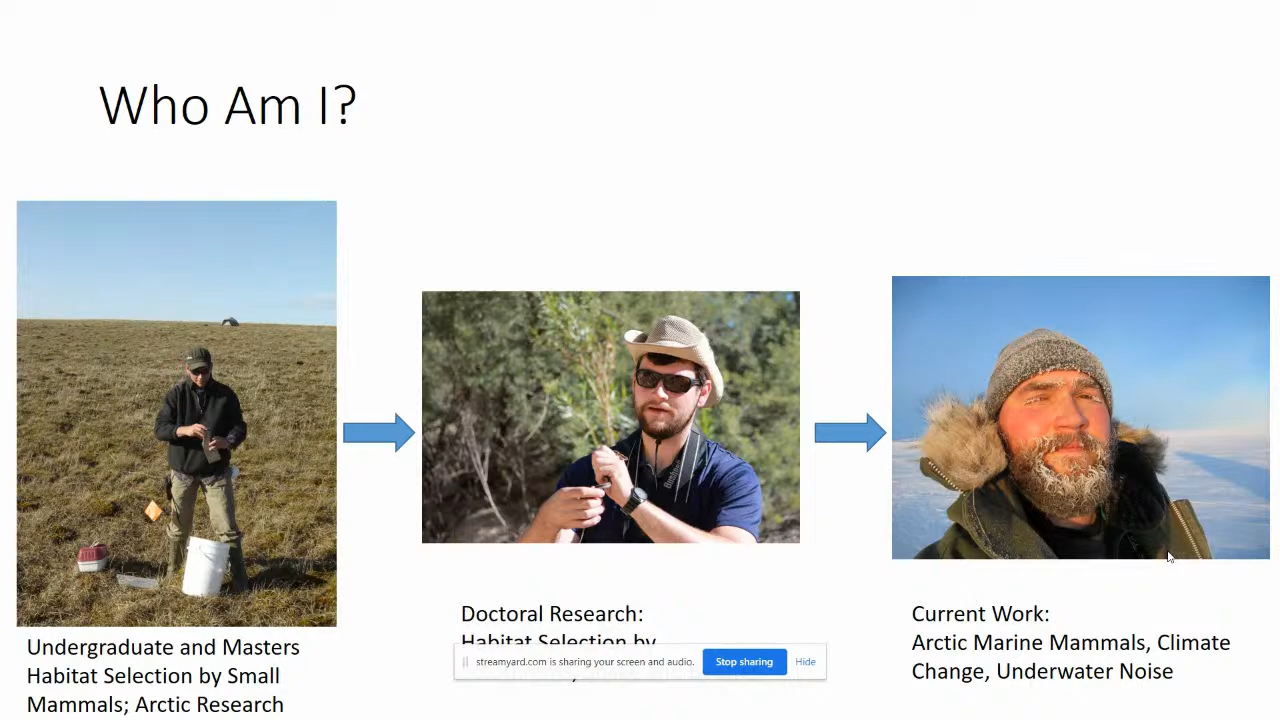 Who Am I?
Undergraduate and Masters
Habitat Selection by Small
Mammals; Arctic Research
Doctoral Research:
Habitat Selection by
streamyard.com is sharing your screen and audio.
Stop sharing
Hide
Current Work:
Arctic Marine Mammals, Climate
Change, Underwater Noise